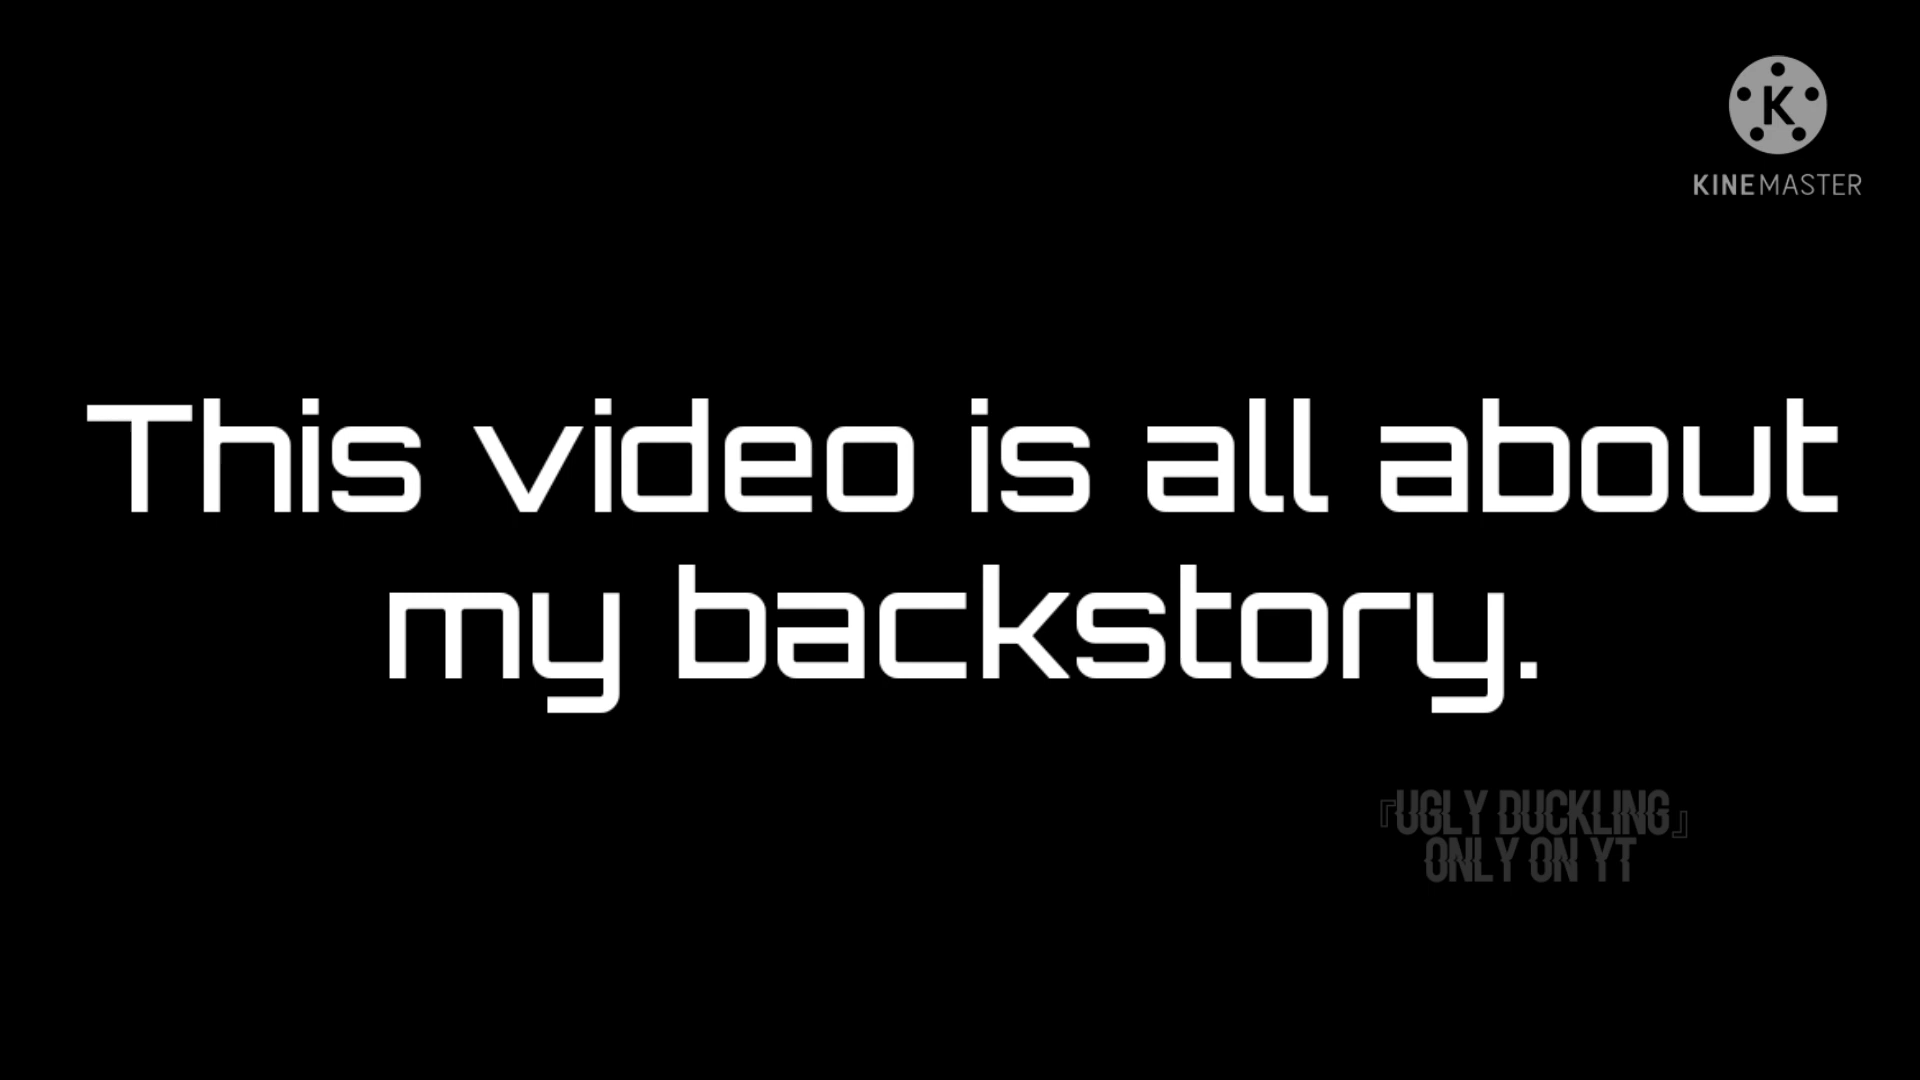 K
KINEMASTER
This video is all about
my backstory.
『UGLY DUCKLING』
ONLY ON YT